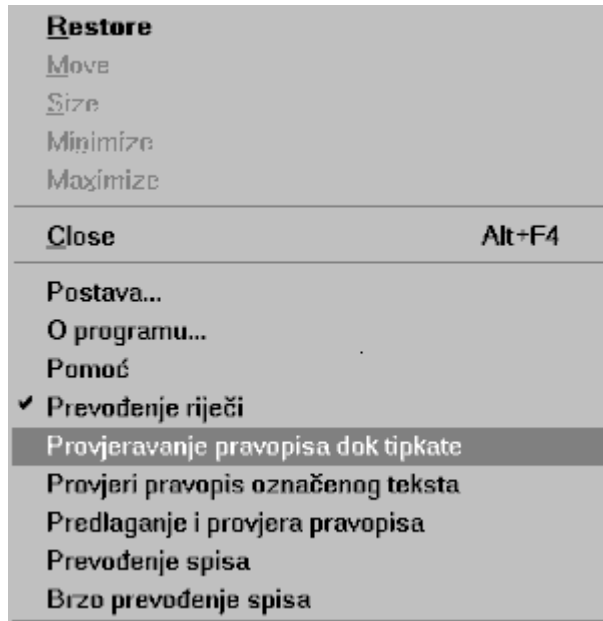 Restore
Move
Size
Minimize
Maximize
Close Alt+F4
Postava...
O programu...
Pomoć
Prevođenje riječi
Provjeravanje pravopisa dok tipkate
Provjeri pravopis označenog teksta
Predlaganje i provjera pravopisa
Prevođenje spisa
Brzo prevođenje spisa